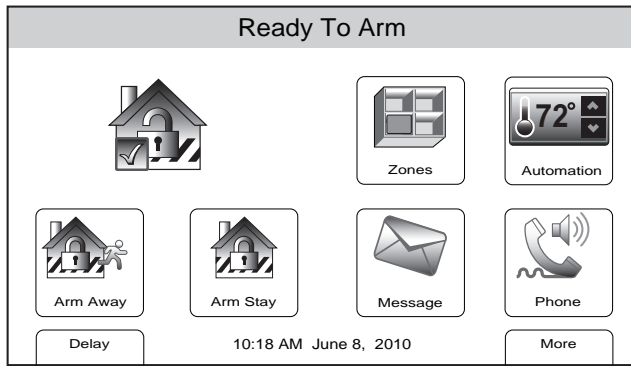 Ready To Arm
72°
Zones
Automation
Arm Away
Arm Stay
Message
Phone
Delay
10:18 AM June 8, 2010
More